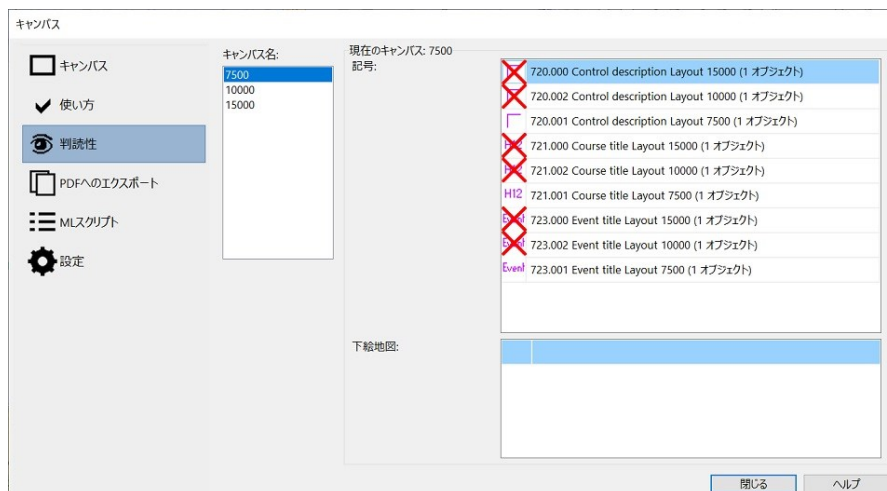 キャンバス
キャンバス
使い方
判読性
PDFへのエクスポート
MLスクリプト
設定
キャンバス名:
7500
10000
15000
現在のキャンバス: 7500
記号:
720.000 Control description Layout 15000 (1 オブジェクト)
720.002 Control description Layout 10000 (1 オブジェクト)
720.001 Control description Layout 7500 (1 オブジェクト)
721.000 Course title Layout 15000 (1 オブジェクト)
721.002 Course title Layout 10000 (1 オブジェクト)
H12 721.001 Course title Layout 7500 (1 オブジェクト)
723.000 Event title Layout 15000 (1 オブジェクト)
723.002 Event title Layout 10000 (1 オブジェクト)
Event 723.001 Event title Layout 7500 (1 オブジェクト)
下絵地図:
閉じる
ヘルプ